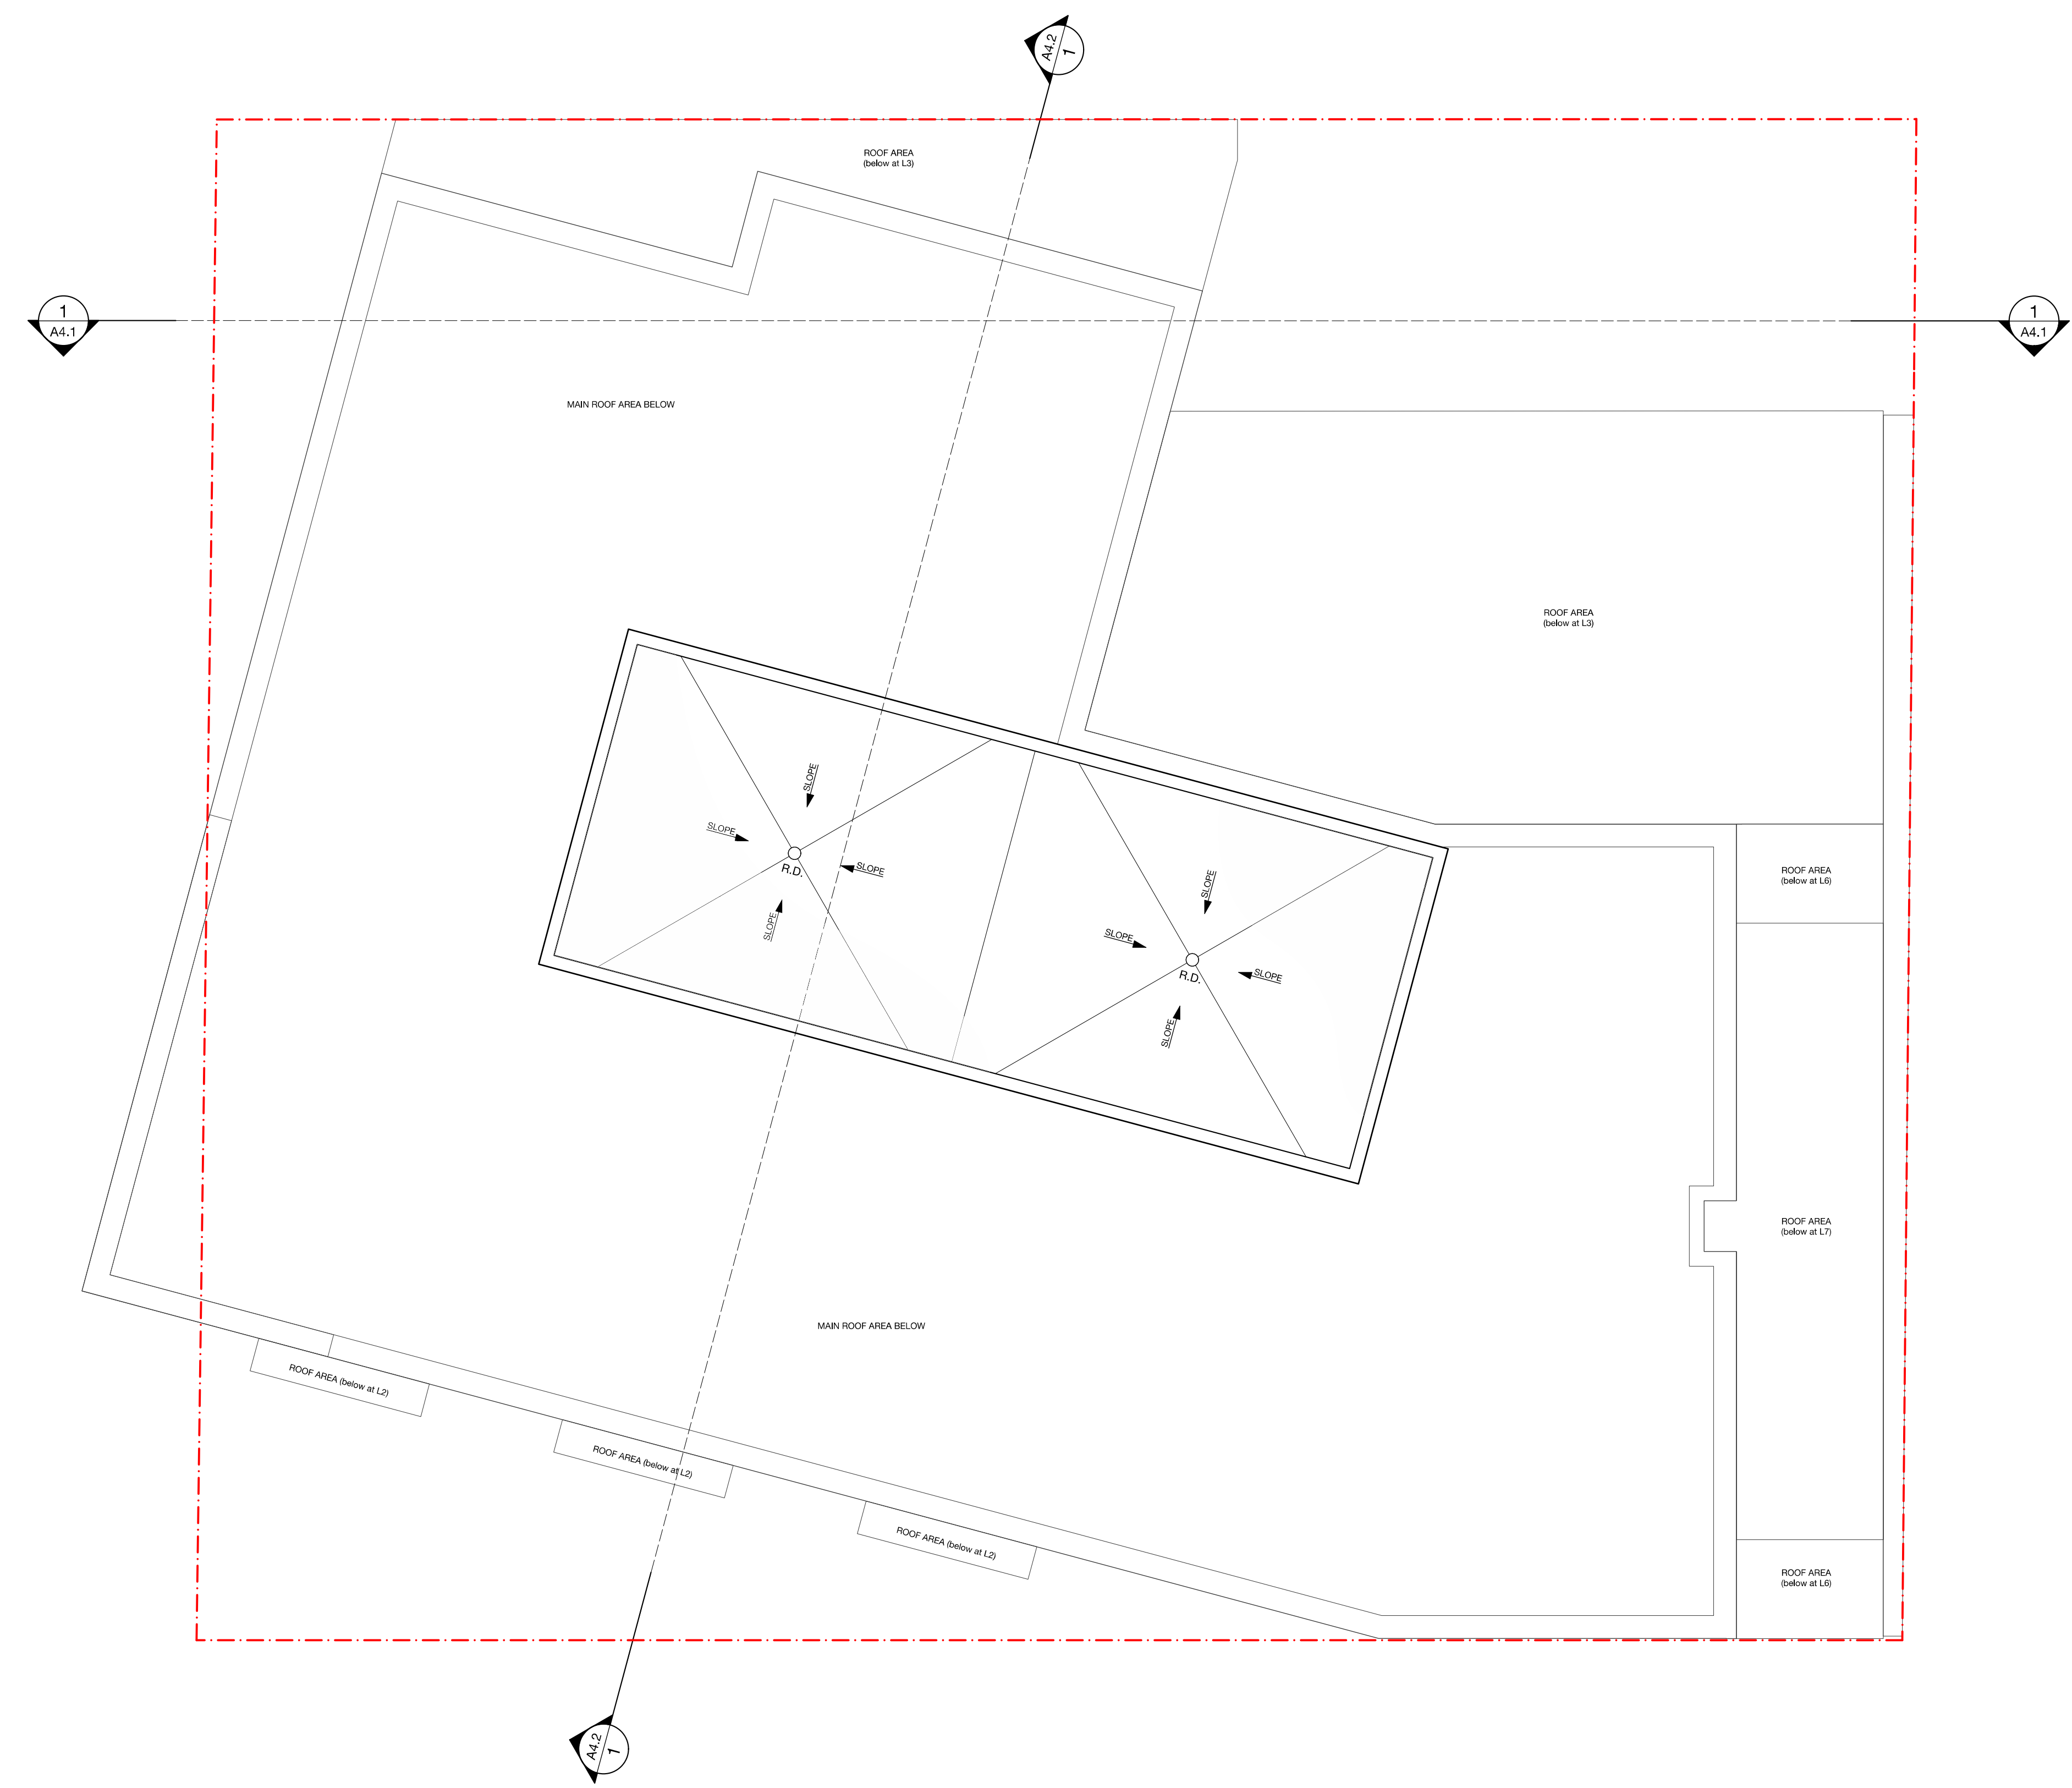 A4.2
1
ROOF AREA
(below at L3)
1
A4.1
1
A4.1
MAIN ROOF AREA BELOW
ROOF AREA
(below at L3)
SLOPE
SLOPE
SLOPE
R.D.
SLOPE
SLOPE
SLOPE
SLOPE
R.D.
SLOPE
ROOF AREA
(below at L6)
ROOF AREA
(below at L7)
MAIN ROOF AREA BELOW
ROOF AREA (below at L2)
ROOF AREA (below at L2)
ROOF AREA (below at L2)
ROOF AREA
(below at L6)
A4.2
1